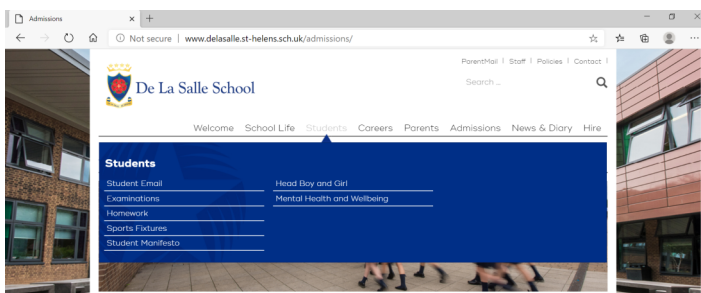 Admissions
Not secure | www.delasalle.st-helens.sch.uk/admissions/
ParentMail | Staff | Policies | Contact |
De La Salle School
Search ...
Welcome School Life Students Careers Parents Admissions News & Diary Hire
Students
Student Email Head Boy and Girl
Examinations Mental Health and Wellbeing
Homework
Sports Fixtures
Student Manifesto